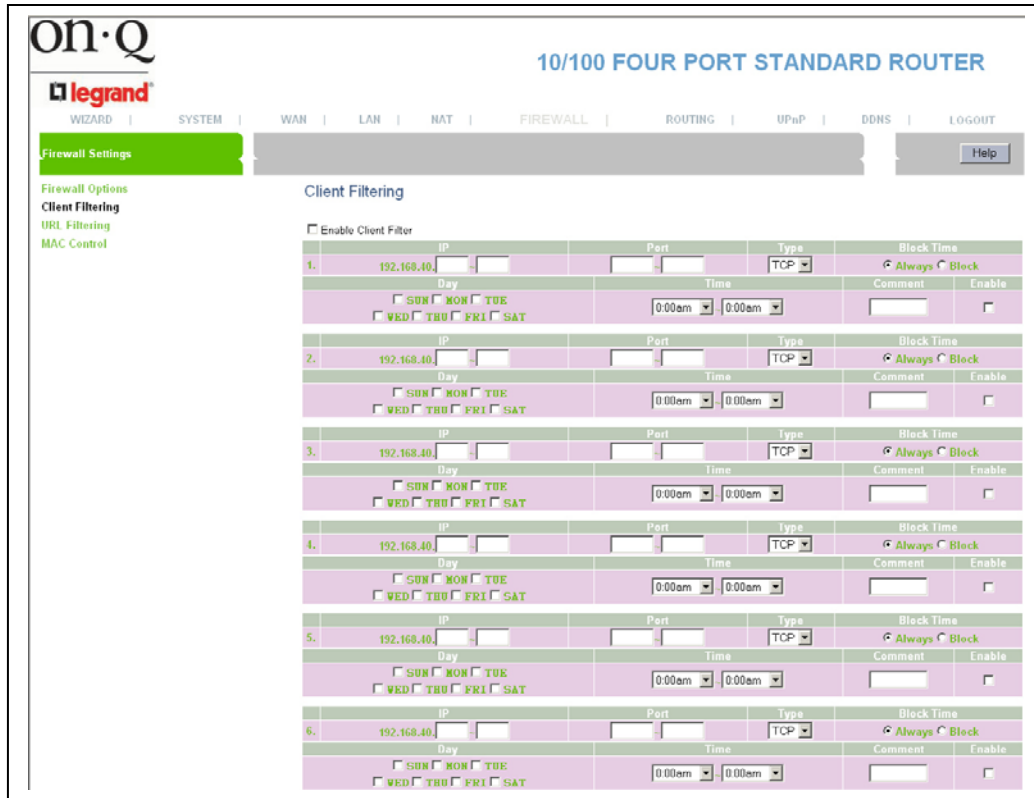 on·Q
10/100 FOUR PORT STANDARD ROUTER
legrand
WIZARD | SYSTEM | WAN | LAN | NAT | FIREWALL | ROUTING | UPnP | DDNS | LOGOUT
Firewall Settings Help
Firewall Options
Client Filtering
URL Filtering
MAC Control
Client Filtering
Enable Client Filter
IP Port Type Block Time
1. 192.168.40. ~ ~ TCP Always Block
Day Time Comment Enable
SUN MON TUE
WED THU FRI SAT
0:00am ~ 0:00am
IP Port Type Block Time
2. 192.168.40. ~ ~ TCP Always Block
Day Time Comment Enable
SUN MON TUE
WED THU FRI SAT
0:00am ~ 0:00am
IP Port Type Block Time
3. 192.168.40. ~ ~ TCP Always Block
Day Time Comment Enable
SUN MON TUE
WED THU FRI SAT
0:00am ~ 0:00am
IP Port Type Block Time
4. 192.168.40. ~ ~ TCP Always Block
Day Time Comment Enable
SUN MON TUE
WED THU FRI SAT
0:00am ~ 0:00am
IP Port Type Block Time
5. 192.168.40. ~ ~ TCP Always Block
Day Time Comment Enable
SUN MON TUE
WED THU FRI SAT
0:00am ~ 0:00am
IP Port Type Block Time
6. 192.168.40. ~ ~ TCP Always Block
Day Time Comment Enable
SUN MON TUE
WED THU FRI SAT
0:00am ~ 0:00am